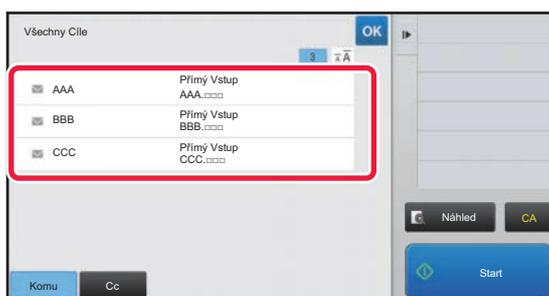 Všechny Cíle
OK
3
AAA
Přímý Vstup
AAA.□□□
BBB
Přímý Vstup
BBB.□□□
CCC
Přímý Vstup
CCC.□□□
Náhled
CA
Komu
Cc
Start